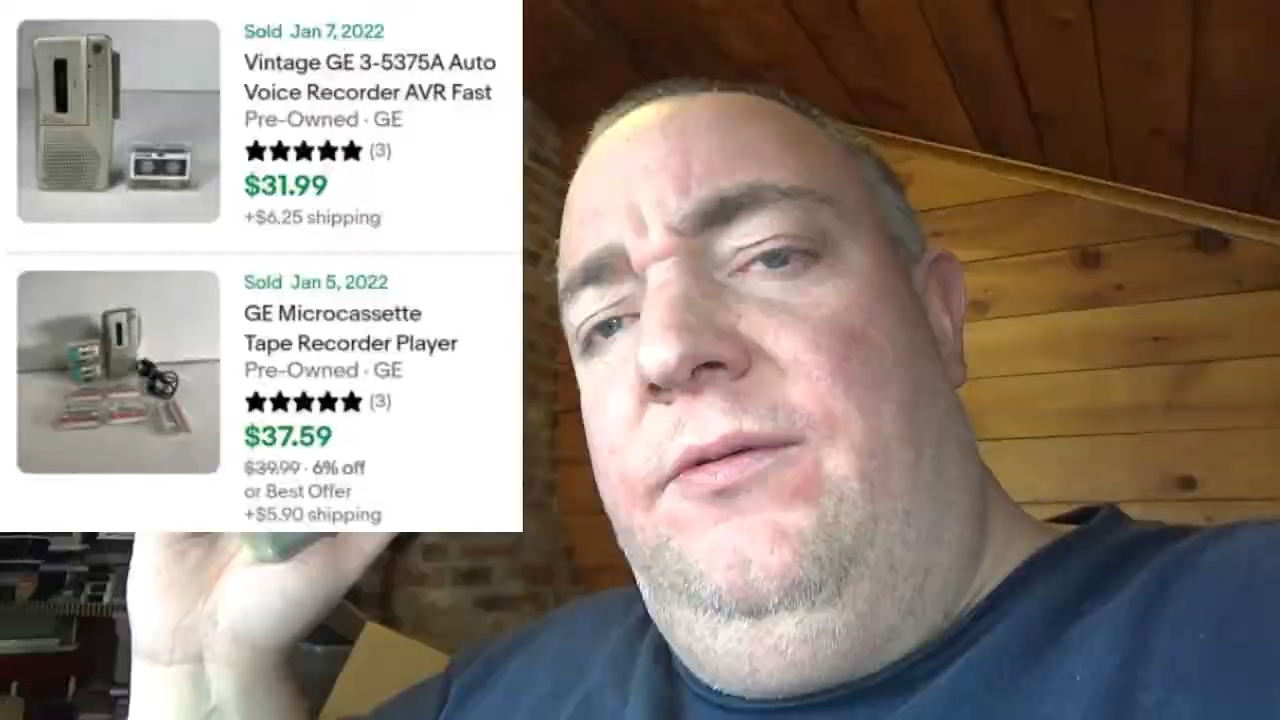 Sold Jan 7, 2022
Vintage GE 3-5375A Auto
Voice Recorder AVR Fast
Pre-Owned · GE
(3)
$31.99
+$6.25 shipping
Sold Jan 5, 2022
GE Microcassette
Tape Recorder Player
Pre-Owned · GE
(3)
$37.59
$39.99 · 6% off
or Best Offer
+$5.90 shipping